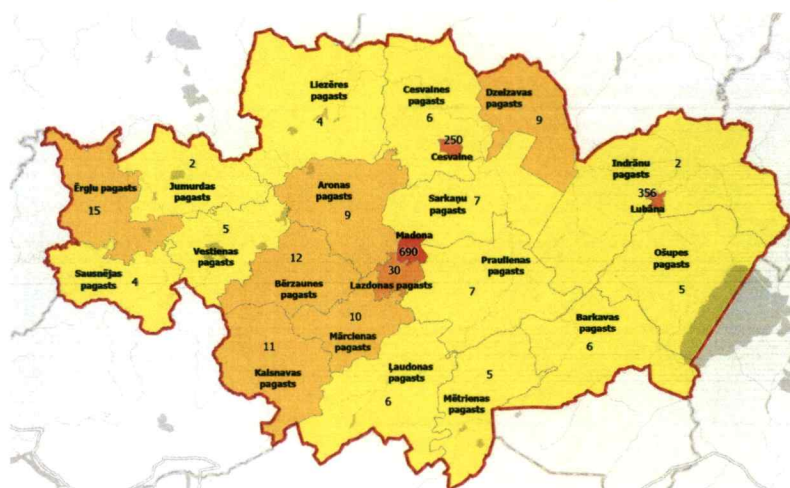 Liezēres
pagasts
4
Cesvaines
pagasts
6
250
Cesvaine
Dzelzavas
pagasts
9
Ērgļu pagasts
15
2
Jumurdas
pagasts
Aronas
pagasts
9
Indrānu
pagasts
2
356
Lubāna
Sarkaņu
pagasts
7
5
Vestienas
pagasts
Madona
690
30
Lazdonas pagasts
Sausnējas
pagasts
4
12
Bērzaunes
pagasts
Praulienas
pagasts
7
Ošupes
pagasts
5
10
Mārcienas
pagasts
11
Kalsnavas
pagasts
Barkavas
pagasts
6
Ļaudonas
pagasts
6
5
Mētrienas
pagasts